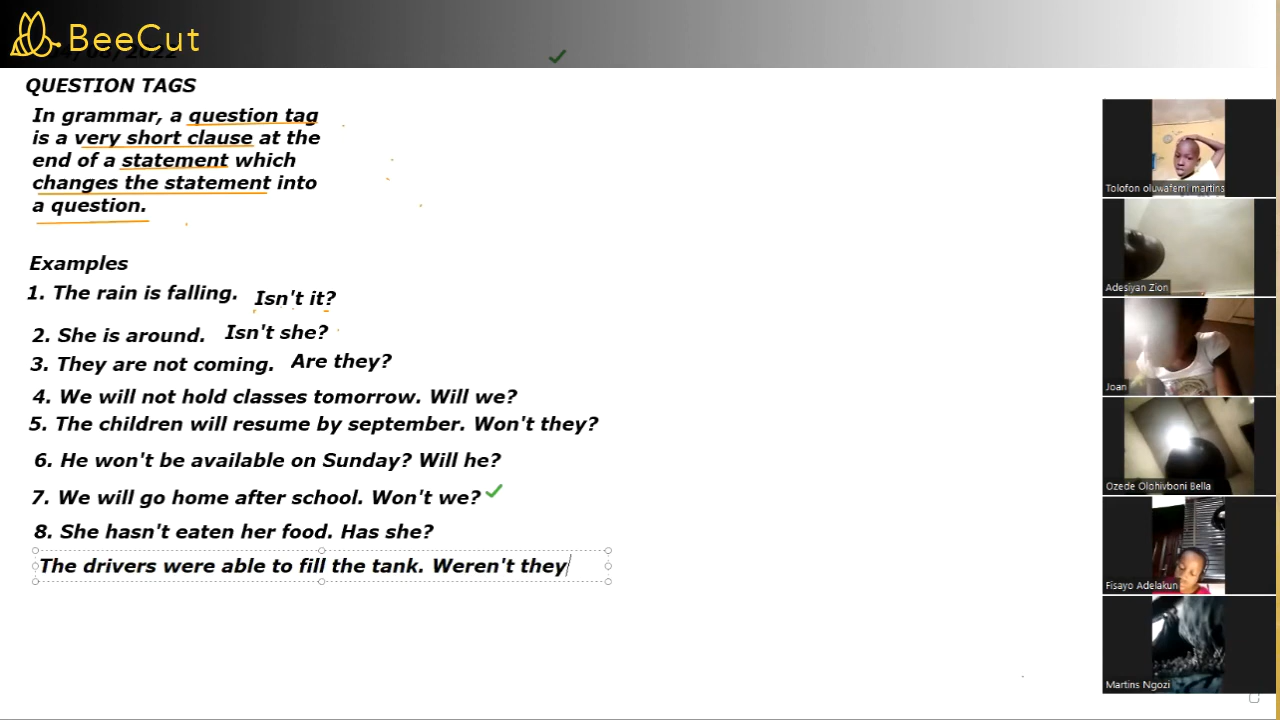 BeeCut
QUESTION TAGS
In grammar, a question tag
is a very short clause at the
end of a statement which
changes the statement into
a question.
Examples
1. The rain is falling. Isn't it?
2. She is around. Isn't she?
3. They are not coming. Are they?
4. We will not hold classes tomorrow. Will we?
5. The children will resume by september. Won't they?
6. He won't be available on Sunday? Will he?
7. We will go home after school. Won't we?
8. She hasn't eaten her food. Has she?
The drivers were able to fill the tank. Weren't they
Tolofon oluwafemi martins
Adesiyan Zion
Joan
Ozede Olohivboni Bella
Fisayo Adelakun
Martins Ngozi